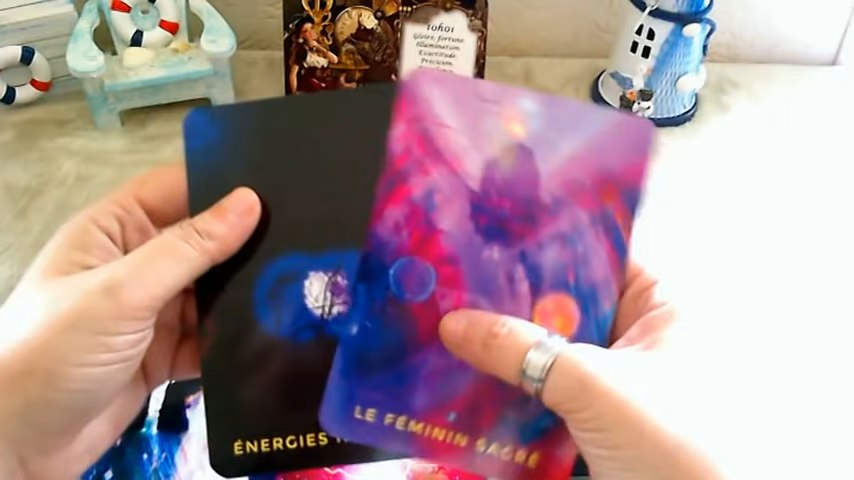 10h01
Gloire, fortune.
Illumination.
Exactitude.
Précision.
ÉNERGIES
LE FÉMININ SACRÉ